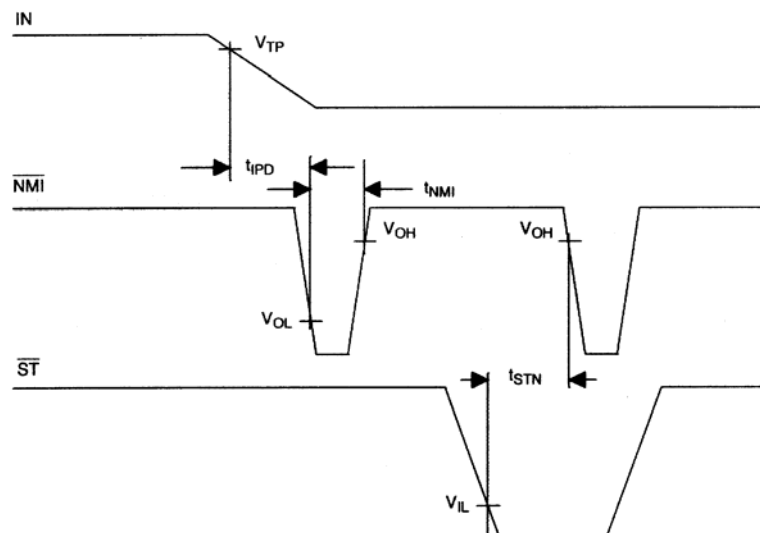 IN
VTP
tIPD
NMI
tNMI
VOH
VOH
VOL
ST
tSTN
VIL